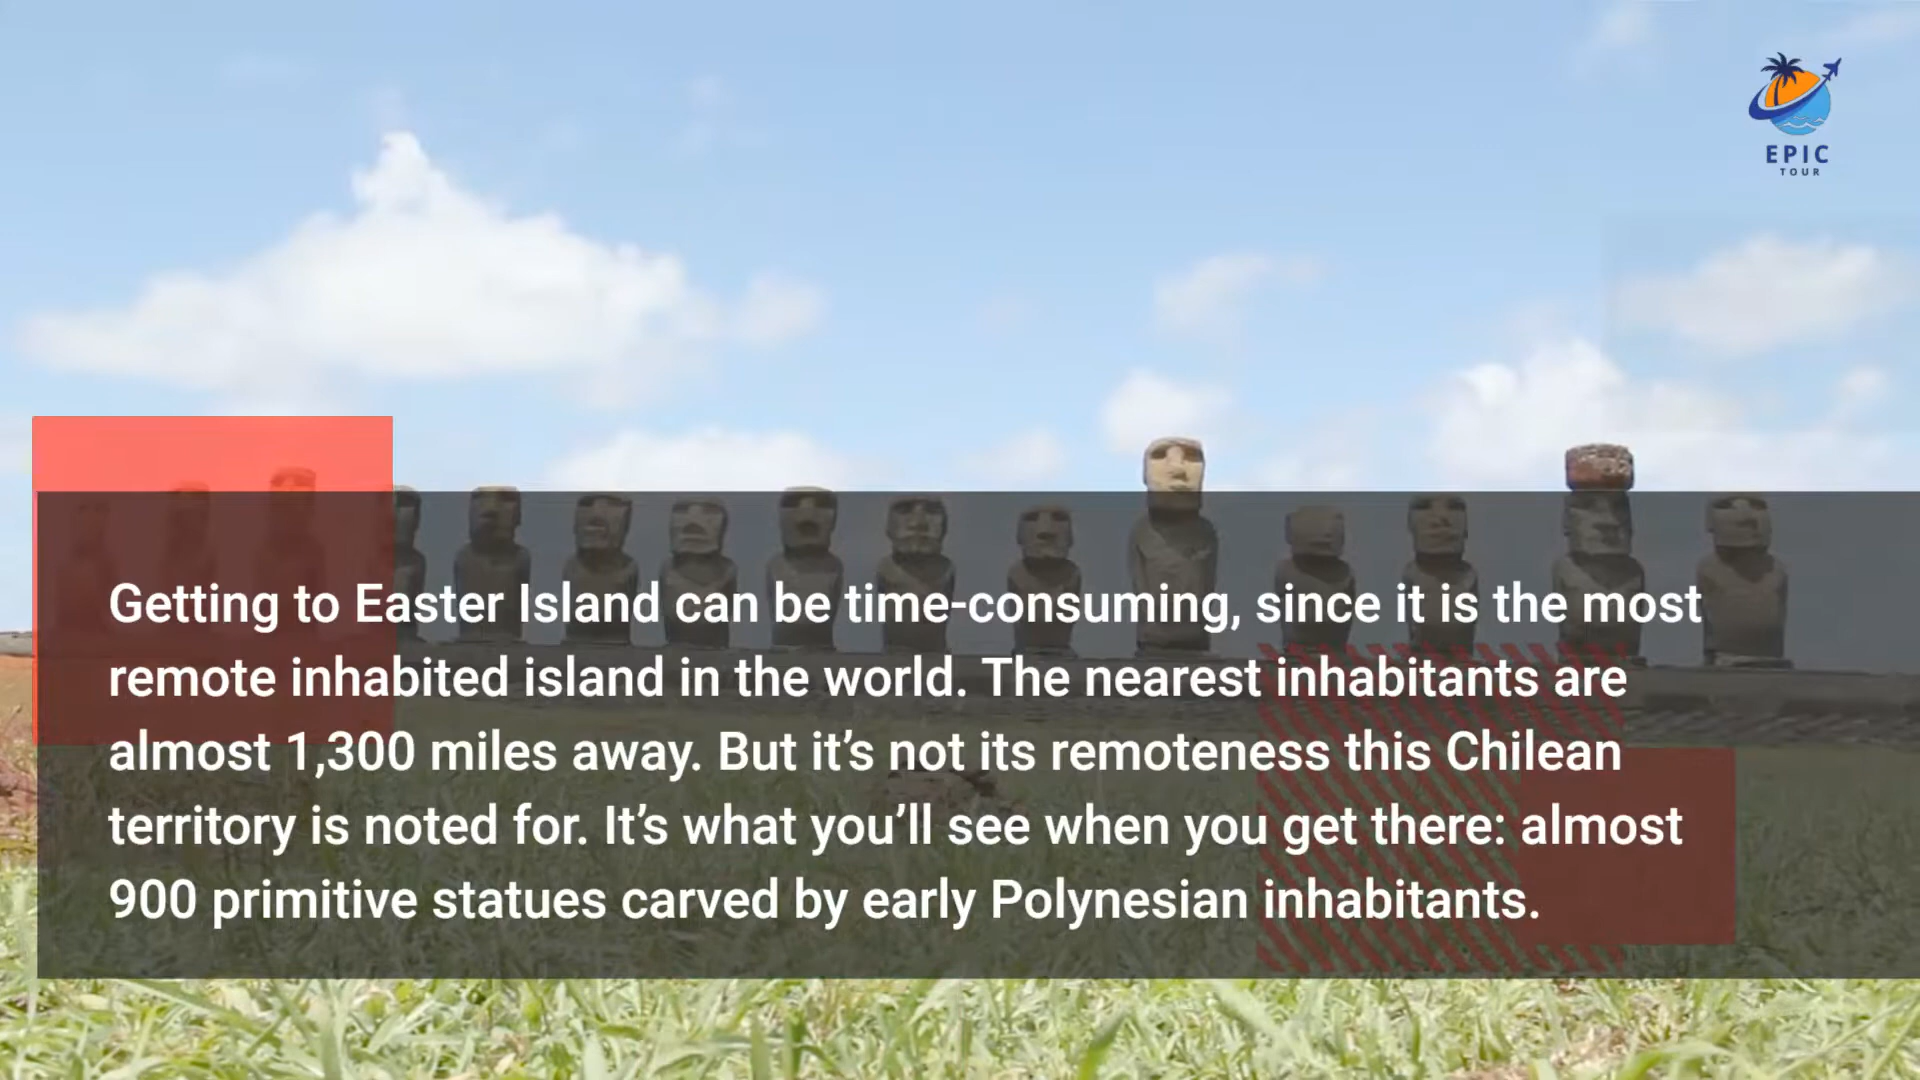 EPIC
TOUR
Getting to Easter Island can be time-consuming, since it is the most
remote inhabited island in the world. The nearest inhabitants are
almost 1,300 miles away. But it’s not its remoteness this Chilean
territory is noted for. It’s what you’ll see when you get there: almost
900 primitive statues carved by early Polynesian inhabitants.